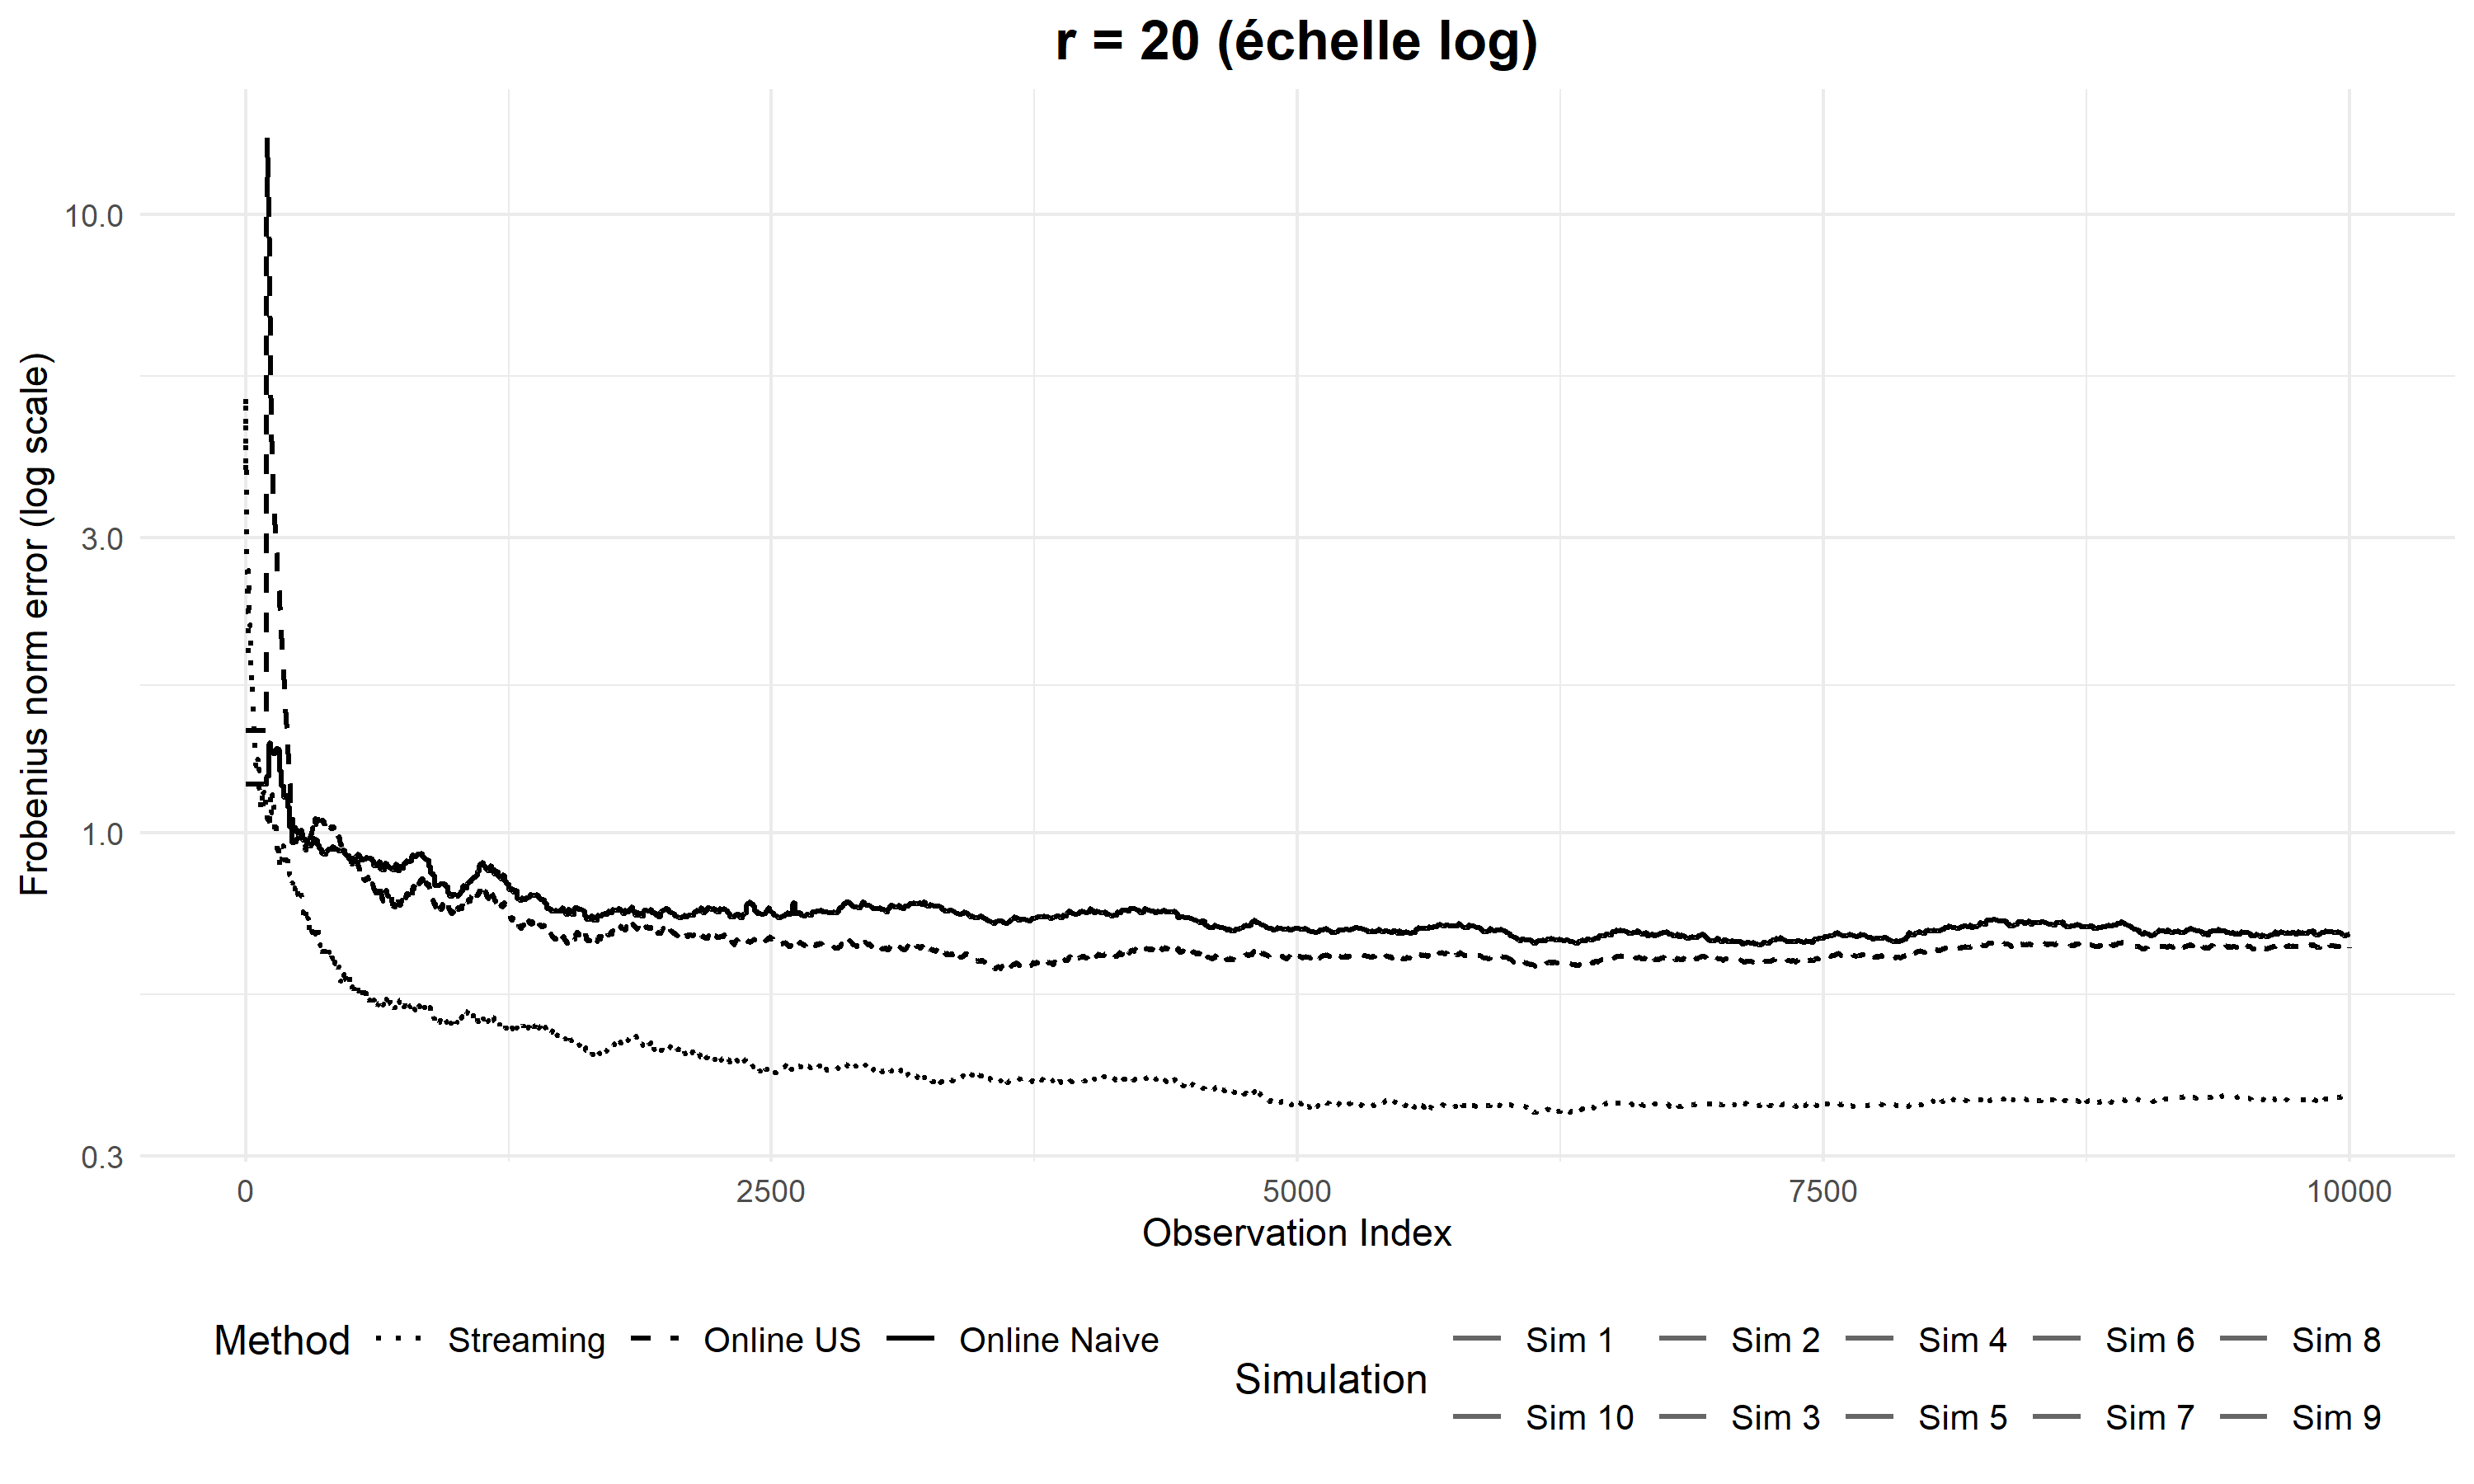 r = 20 (échelle log)
Frobenius norm error (log scale)
10.0
3.0
1.0
0.3
0 2500 5000 7500 10000
Observation Index
Method Streaming Online US Online Naive
Simulation
Sim 1 Sim 2 Sim 4 Sim 6 Sim 8
Sim 10 Sim 3 Sim 5 Sim 7 Sim 9